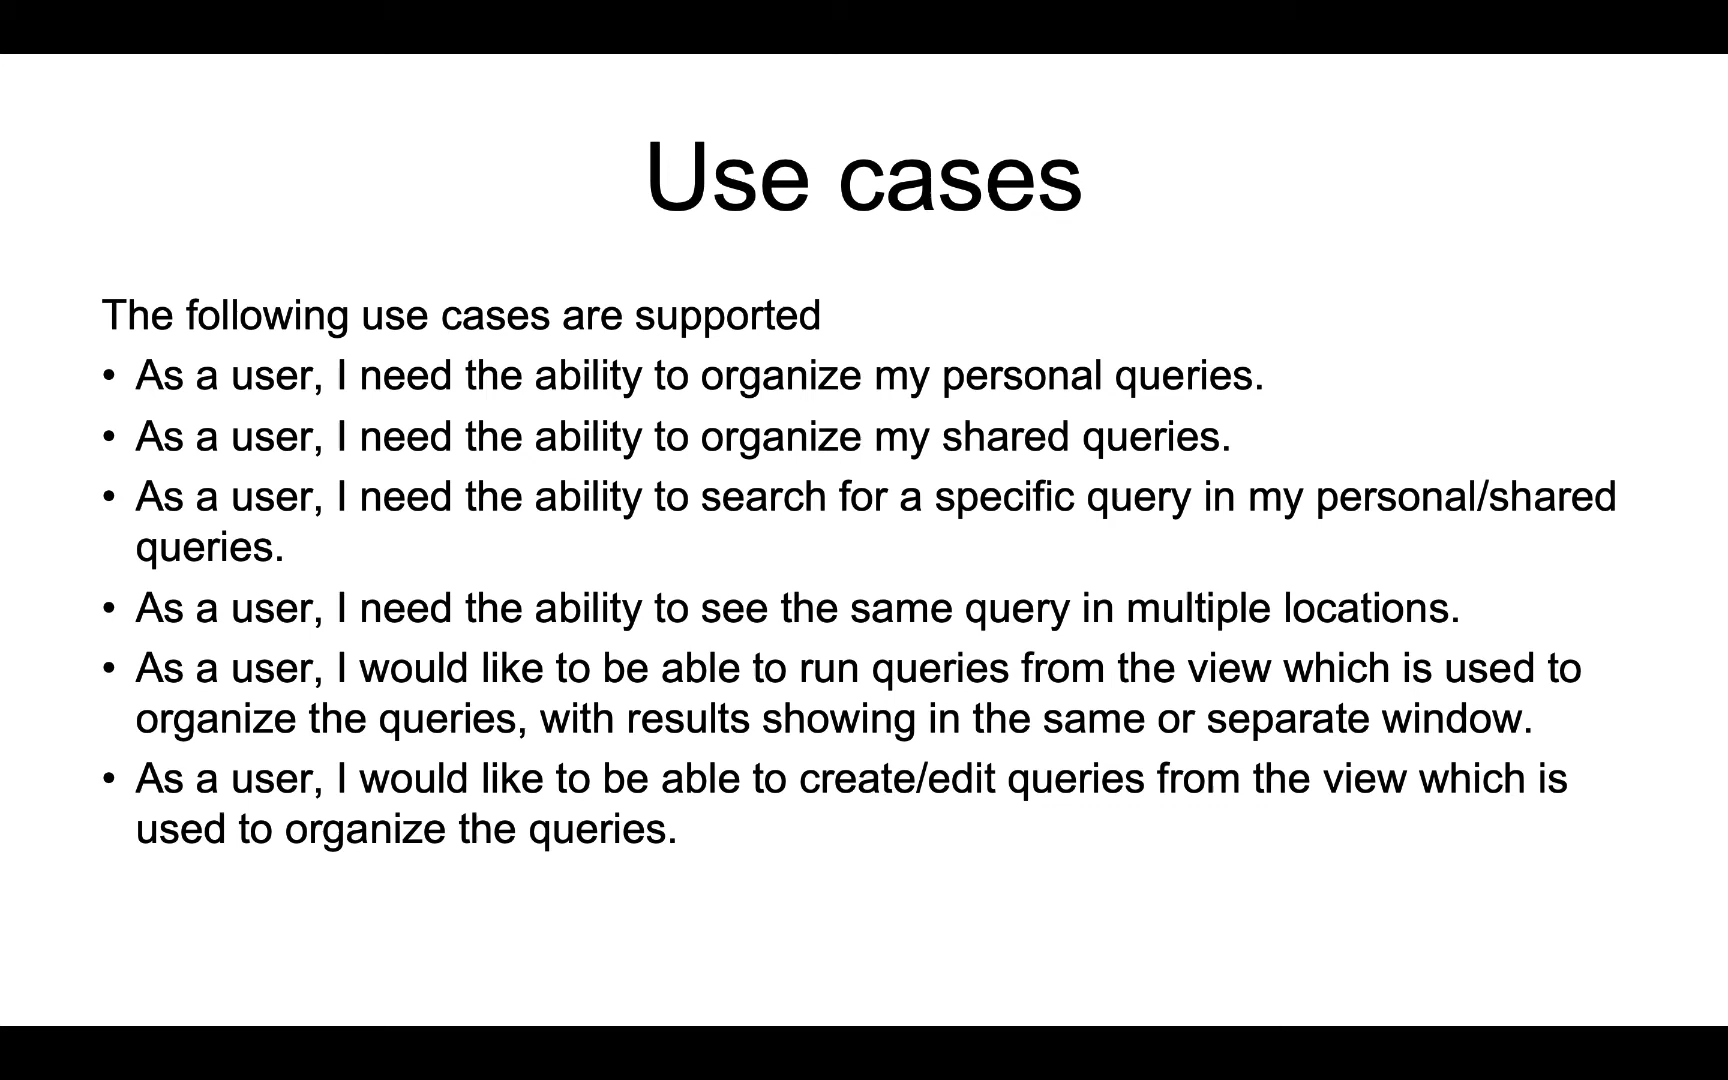 Use cases
The following use cases are supported
• As a user, I need the ability to organize my personal queries.
• As a user, I need the ability to organize my shared queries.
• As a user, I need the ability to search for a specific query in my personal/shared
queries.
• As a user, I need the ability to see the same query in multiple locations.
• As a user, I would like to be able to run queries from the view which is used to
organize the queries, with results showing in the same or separate window.
• As a user, I would like to be able to create/edit queries from the view which is
used to organize the queries.